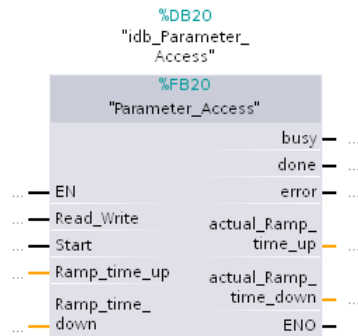 %DB20
"idb_Parameter_
Access"
%FB20
"Parameter_Access"
busy ...
done ...
... EN
error ...
... Read_Write
actual_Ramp_
time_up ...
... Start
... Ramp_time_up
actual_Ramp_
time_down ...
Ramp_time_
... down
ENO